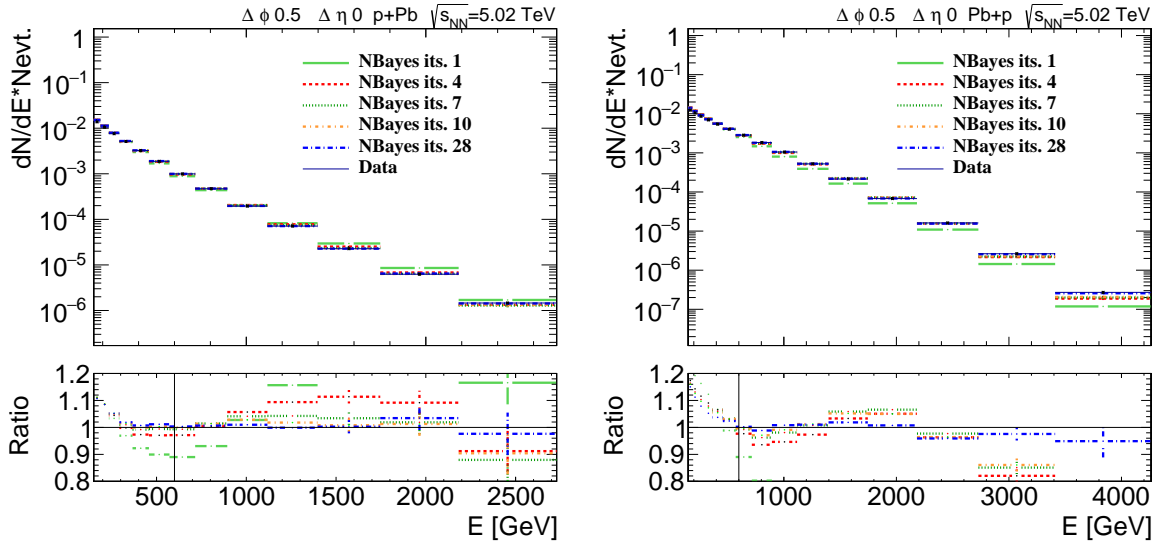 Δ ϕ 0.5 Δ η 0 p+Pb √s_NN=5.02 TeV
dN/dE*Nevt.
1
10⁻¹
10⁻²
10⁻³
10⁻⁴
10⁻⁵
10⁻⁶
NBayes its. 1
NBayes its. 4
NBayes its. 7
NBayes its. 10
NBayes its. 28
Data
Ratio
1.2
1.1
1
0.9
0.8
500 1000 1500 2000 2500
E [GeV]
Δ ϕ 0.5 Δ η 0 Pb+p √s_NN=5.02 TeV
dN/dE*Nevt.
1
10⁻¹
10⁻²
10⁻³
10⁻⁴
10⁻⁵
10⁻⁶
10⁻⁷
NBayes its. 1
NBayes its. 4
NBayes its. 7
NBayes its. 10
NBayes its. 28
Data
Ratio
1.2
1.1
1
0.9
0.8
1000 2000 3000 4000
E [GeV]